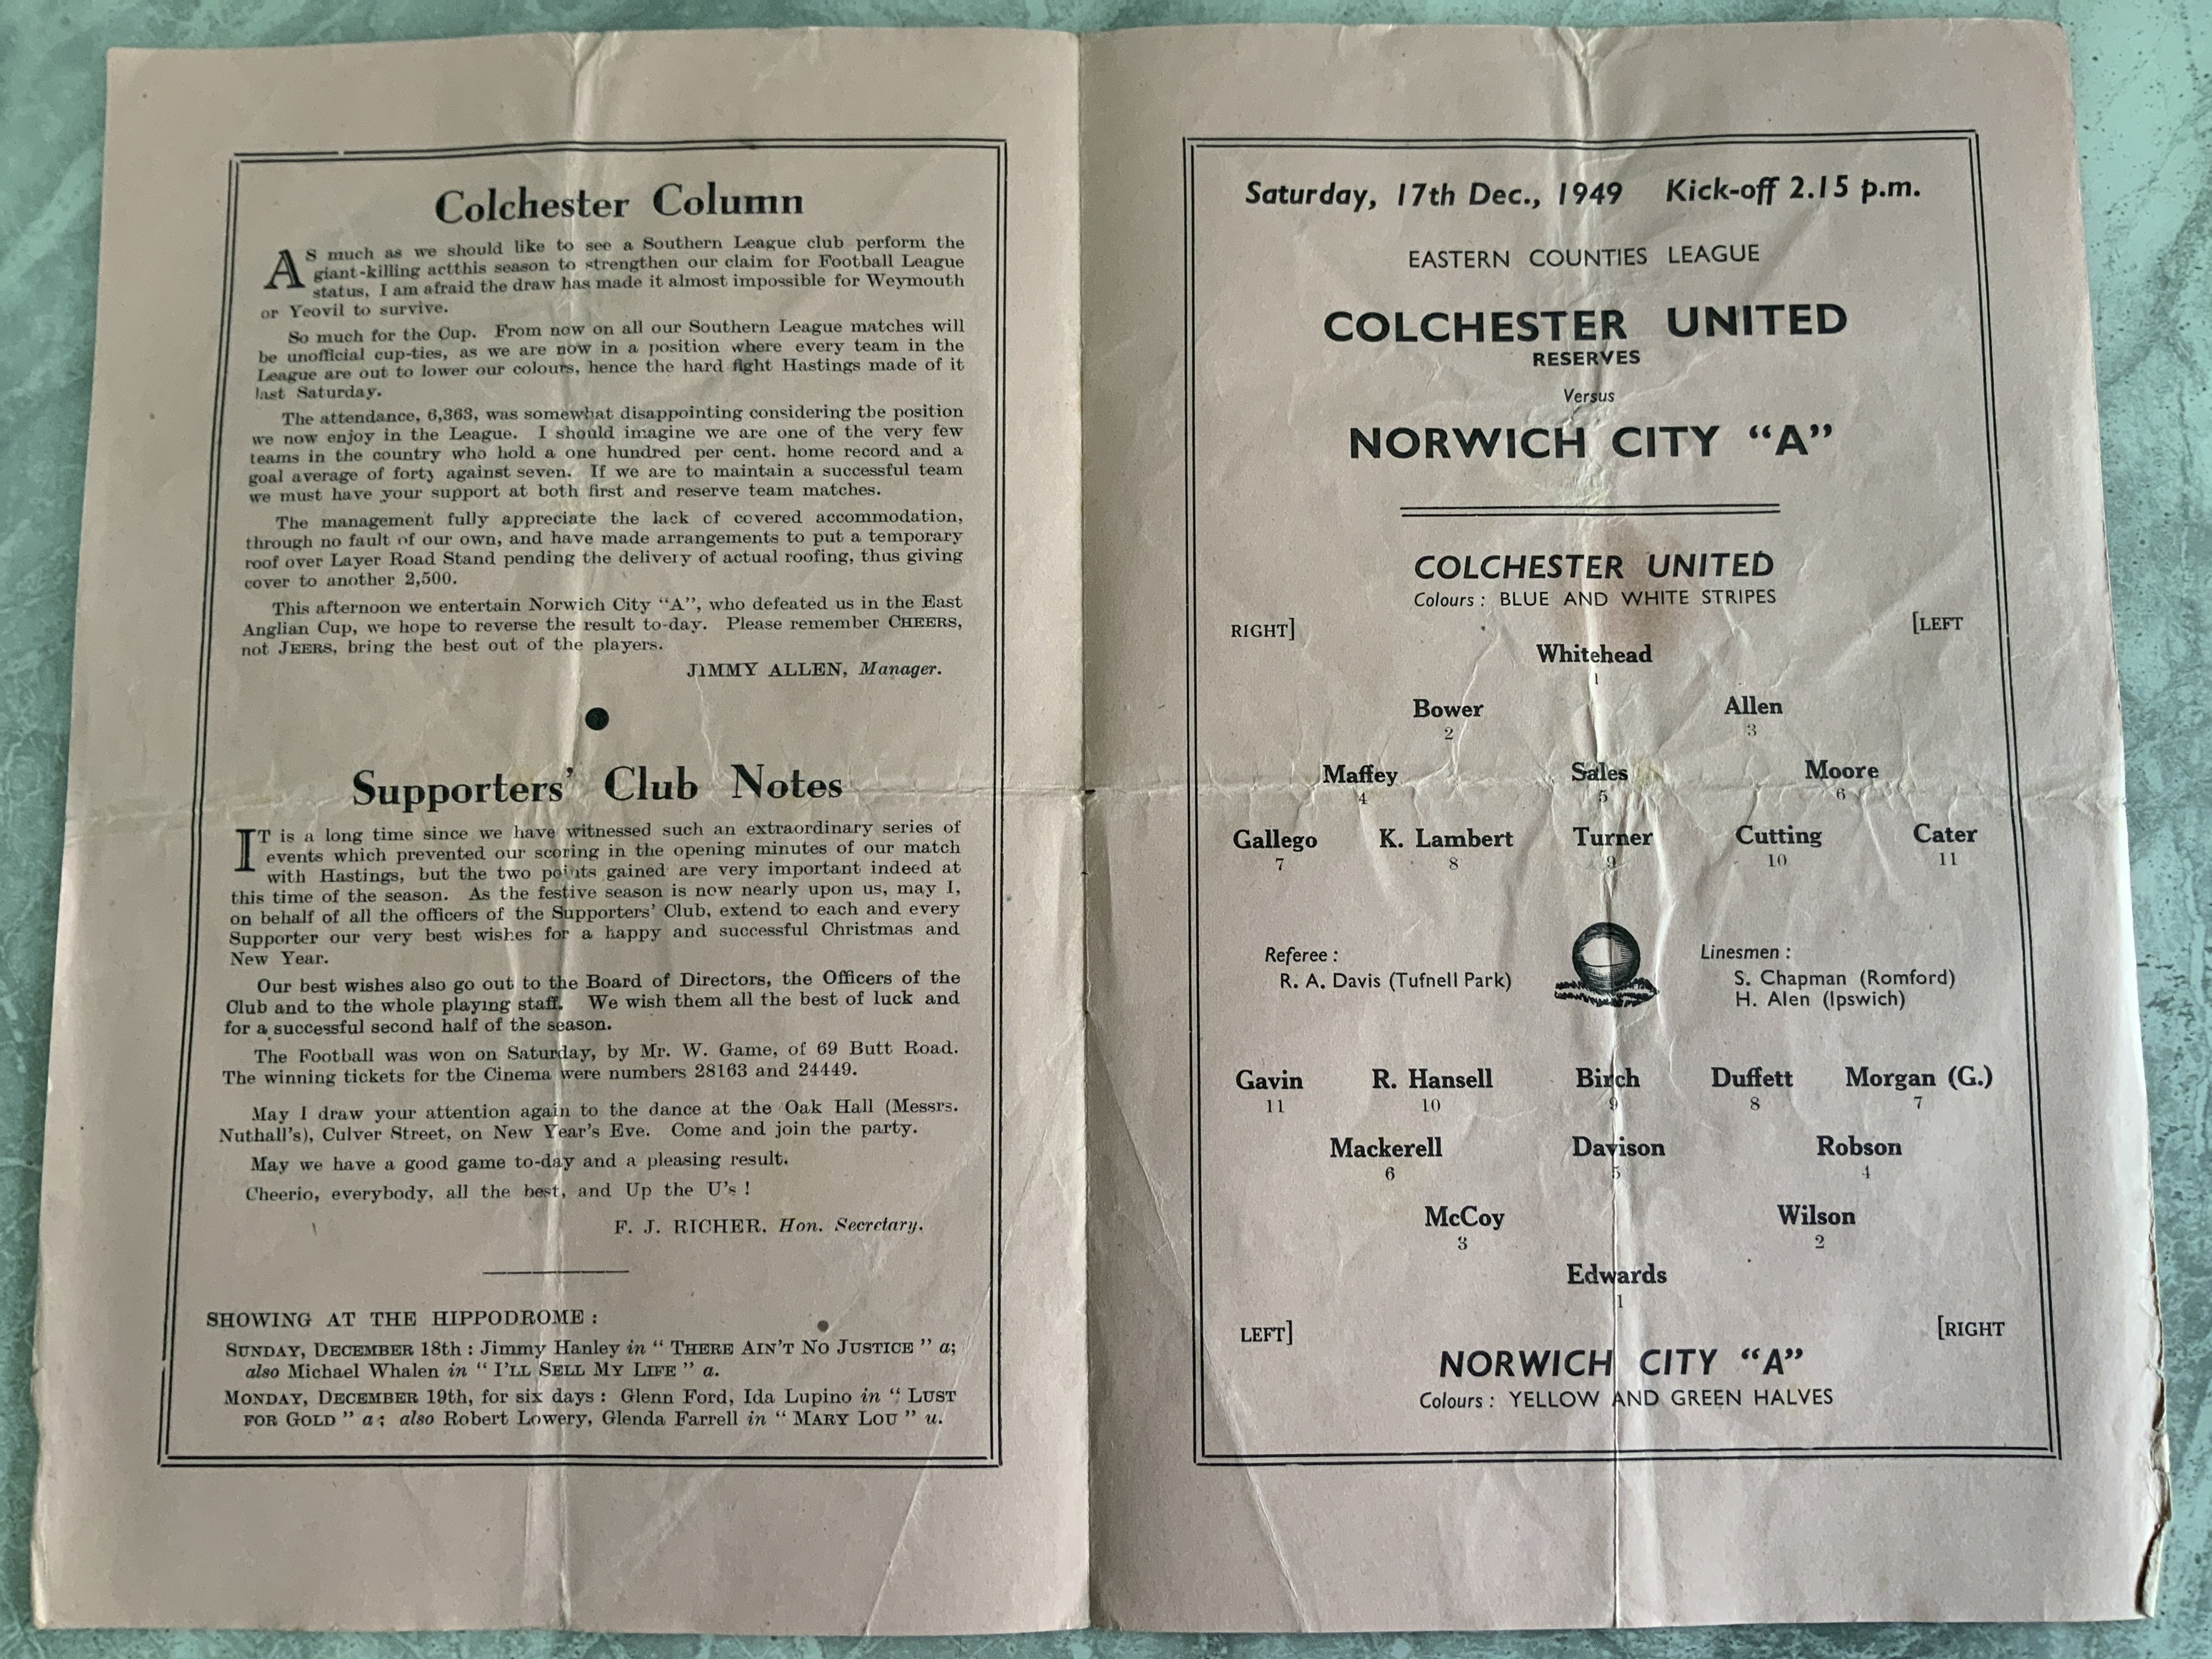 Colchester Column
AS much as we should like to see a Southern League club perform the
giant-killing actthis season to strengthen our claim for Football League
status, I am afraid the draw has made it almost impossible for Weymouth
or Yeovil to survive.
So much for the Cup. From now on all our Southern League matches will
be unofficial cup-ties, as we are now in a position where every team in the
League are out to lower our colours, hence the hard fight Hastings made of it
last Saturday.
The attendance, 6,363, was somewhat disappointing considering the position
we now enjoy in the League. I should imagine we are one of the very few
teams in the country who hold a one hundred per cent. home record and a
goal average of forty against seven. If we are to maintain a successful team
we must have your support at both first and reserve team matches.
The management fully appreciate the lack of covered accommodation,
through no fault of our own, and have made arrangements to put a temporary
roof over Layer Road Stand pending the delivery of actual roofing, thus giving
cover to another 2,500.
This afternoon we entertain Norwich City "A", who defeated us in the East
Anglian Cup, we hope to reverse the result to-day. Please remember CHEERS,
not JEERS, bring the best out of the players.
JIMMY ALLEN, Manager.
Supporters' Club Notes
IT is a long time since we have witnessed such an extraordinary series of
events which prevented our scoring in the opening minutes of our match
with Hastings, but the two points gained are very important indeed at
this time of the season. As the festive season is now nearly upon us, may I,
on behalf of all the officers of the Supporters' Club, extend to each and every
Supporter our very best wishes for a happy and successful Christmas and
New Year.
Our best wishes also go out to the Board of Directors, the Officers of the
Club and to the whole playing staff. We wish them all the best of luck and
for a successful second half of the season.
The Football was won on Saturday, by Mr. W. Game, of 69 Butt Road.
The winning tickets for the Cinema were numbers 28163 and 24449.
May I draw your attention again to the dance at the Oak Hall (Messrs.
Nuthall's), Culver Street, on New Year's Eve. Come and join the party.
May we have a good game to-day and a pleasing result.
Cheerio, everybody, all the best, and Up the U's !
F. J. RICHER, Hon. Secretary.
SHOWING AT THE HIPPODROME :
SUNDAY, DECEMBER 18th : Jimmy Hanley in " THERE AIN'T NO JUSTICE " a;
also Michael Whalen in " I'LL SELL MY LIFE " a.
MONDAY, DECEMBER 19th, for six days : Glenn Ford, Ida Lupino in " LUST
FOR GOLD " a; also Robert Lowery, Glenda Farrell in " MARY LOU " u.
Saturday, 17th Dec., 1949 Kick-off 2.15 p.m.
EASTERN COUNTIES LEAGUE
COLCHESTER UNITED
RESERVES
Versus
NORWICH CITY "A"
COLCHESTER UNITED
Colours : BLUE AND WHITE STRIPES
RIGHT] [LEFT
Whitehead
1
Bower Allen
2 3
Maffey Sales Moore
4 5 6
Gallego K. Lambert Turner Cutting Cater
7 8 9 10 11
Referee : Linesmen :
R. A. Davis (Tufnell Park) S. Chapman (Romford)
H. Alen (Ipswich)
Gavin R. Hansell Birch Duffett Morgan (G.)
11 10 9 8 7
Mackerell Davison Robson
6 5 4
McCoy Wilson
3 2
Edwards
1
LEFT] [RIGHT
NORWICH CITY "A"
Colours : YELLOW AND GREEN HALVES